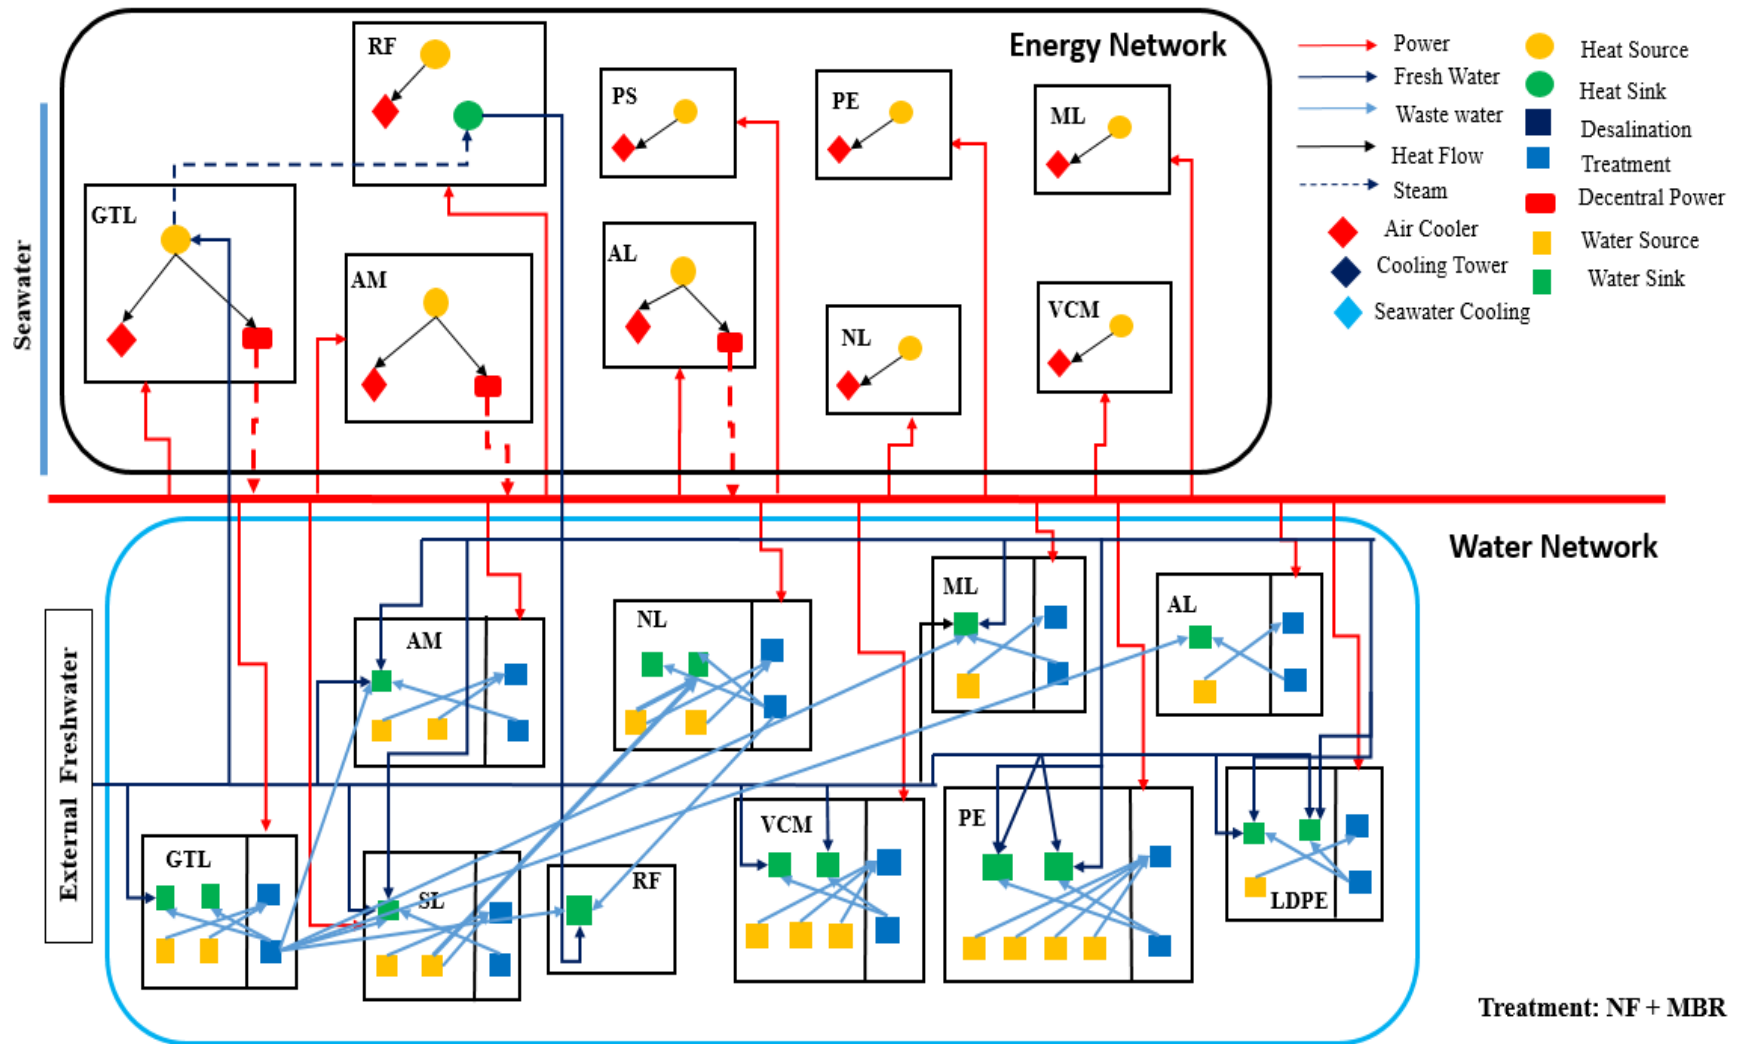 Energy Network
RF
PS
PE
ML
GTL
AM
AL
NL
VCM
Seawater
Power
Fresh Water
Waste water
Heat Flow
Steam
Air Cooler
Cooling Tower
Seawater Cooling
Heat Source
Heat Sink
Desalination
Treatment
Decentral Power
Water Source
Water Sink
Water Network
External Freshwater
AM
NL
ML
AL
GTL
SL
RF
VCM
PE
LDPE
Treatment: NF + MBR